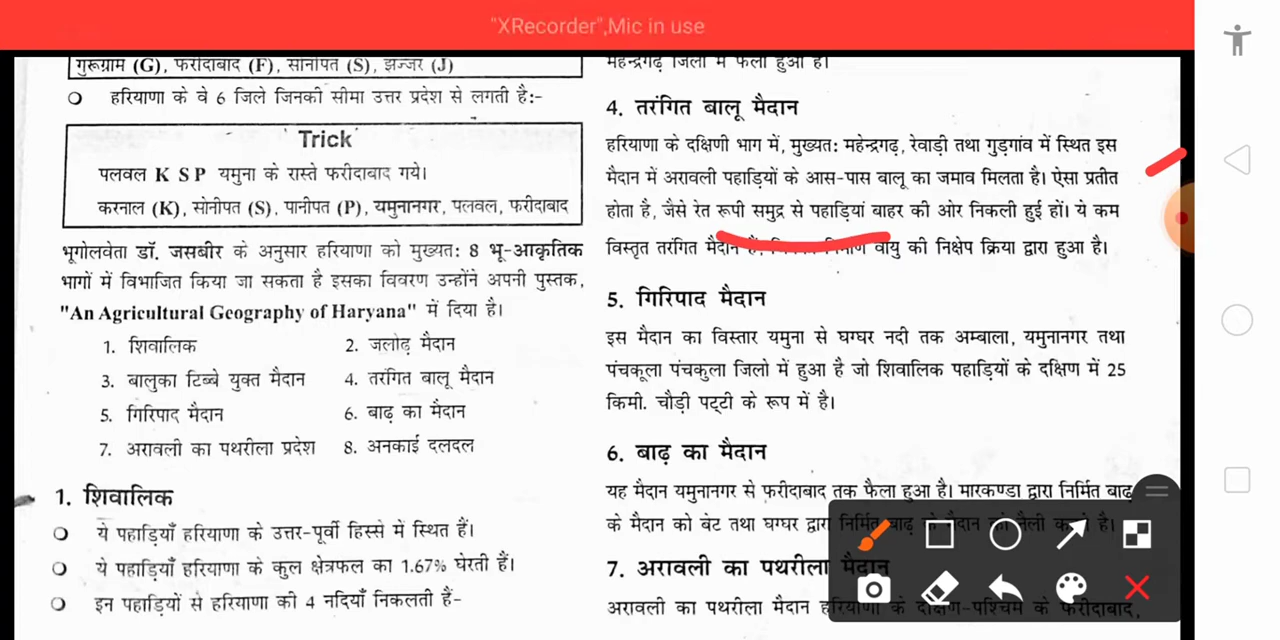 "XRecorder",Mic in use
गुरूग्राम (G), फरीदाबाद (F), सोनीपत (S), झज्जर (J)
हरियाणा के वे 6 जिले जिनकी सीमा उत्तर प्रदेश से लगती है:-
Trick
पलवल K S P यमुना के रास्ते फरीदाबाद गये।
करनाल (K), सोनीपत (S), पानीपत (P), यमुनानगर, पलवल, फरीदाबाद
भूगोलवेता डॉ. जसबीर के अनुसार हरियाणा को मुख्यत: 8 भू-आकृतिक
भागों में विभाजित किया जा सकता है इसका विवरण उन्होंने अपनी पुस्तक,
"An Agricultural Geography of Haryana" में दिया है।
1. शिवालिक 2. जलोढ़ मैदान
3. बालुका टिब्बे युक्त मैदान 4. तरंगित बालू मैदान
5. गिरिपाद मैदान 6. बाढ़ का मैदान
7. अरावली का पथरीला प्रदेश 8. अनकाई दलदल
1. शिवालिक
ये पहाड़ियाँ हरियाणा के उत्तर-पूर्वी हिस्से में स्थित हैं।
ये पहाड़ियाँ हरियाणा के कुल क्षेत्रफल का 1.67% घेरती हैं।
इन पहाड़ियों से हरियाणा की 4 नदियाँ निकलती हैं-
महेन्द्रगढ़ जिलों में फैला हुआ है।
4. तरंगित बालू मैदान
हरियाणा के दक्षिणी भाग में, मुख्यत: महेन्द्रगढ़, रेवाड़ी तथा गुड़गांव में स्थित इस
मैदान में अरावली पहाड़ियों के आस-पास बालू का जमाव मिलता है। ऐसा प्रतीत
होता है, जैसे रेत रूपी समुद्र से पहाड़ियां बाहर की ओर निकली हुई हों। ये कम
विस्तृत तरंगित मैदान वायु की निक्षेप क्रिया द्वारा हुआ है।
5. गिरिपाद मैदान
इस मैदान का विस्तार यमुना से घग्घर नदी तक अम्बाला, यमुनानगर तथा
पंचकूला पंचकुला जिलो में हुआ है जो शिवालिक पहाड़ियों के दक्षिण में 25
किमी. चौड़ी पट्टी के रूप में है।
6. बाढ़ का मैदान
यह मैदान यमुनानगर से फरीदाबाद तक फैला हुआ है। मारकण्डा द्वारा निर्मित बाढ़
के मैदान को बेट तथा घग्घर द्वारा निर्मित बाढ़ के मैदान को नैली कहते है।
7. अरावली का पथरीला मैदान
अरावली का पथरीला मैदान हरियाणा के दक्षिण-पश्चिम के फरीदाबाद,